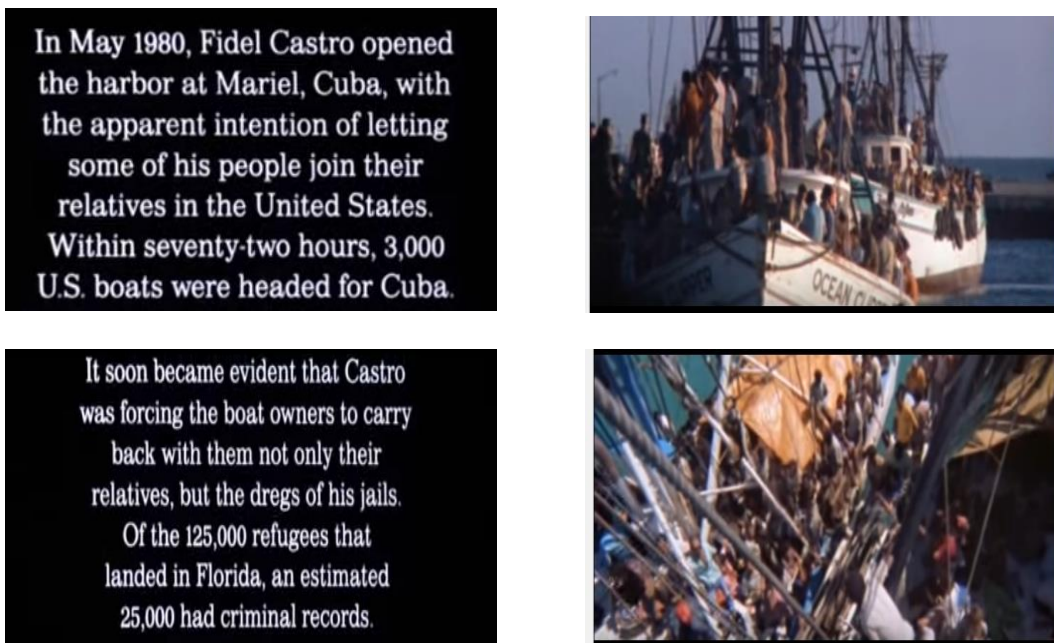 In May 1980, Fidel Castro opened
the harbor at Mariel, Cuba, with
the apparent intention of letting
some of his people join their
relatives in the United States.
Within seventy-two hours, 3,000
U.S. boats were headed for Cuba.
OCEAN
It soon became evident that Castro
was forcing the boat owners to carry
back with them not only their
relatives, but the dregs of his jails.
Of the 125,000 refugees that
landed in Florida, an estimated
25,000 had criminal records.